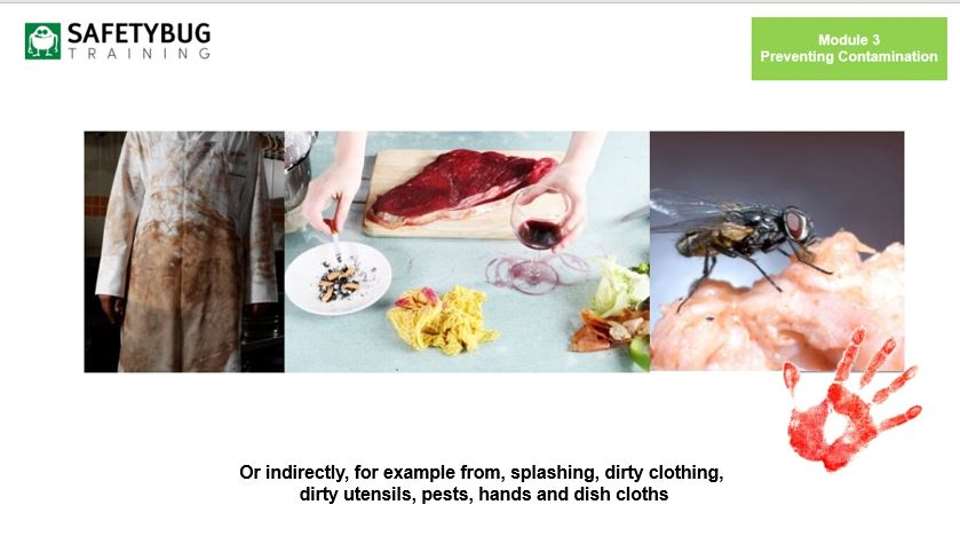 SAFETYBUG
TRAINING
Module 3
Preventing Contamination
Or indirectly, for example from, splashing, dirty clothing,
dirty utensils, pests, hands and dish cloths